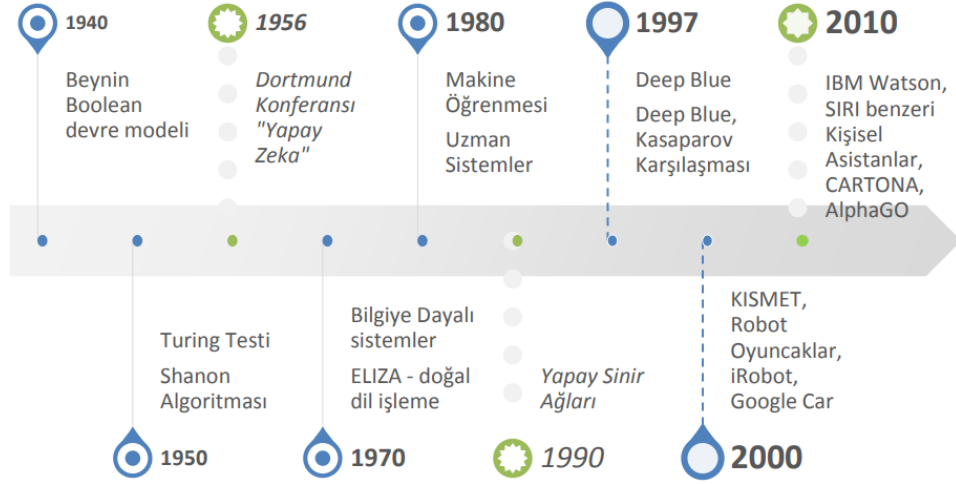 1940
Beynin
Boolean
devre modeli
1956
Dortmund
Konferansı
"Yapay
Zeka"
1980
Makine
Öğrenmesi
Uzman
Sistemler
1997
Deep Blue
Deep Blue,
Kasaparov
Karşılaşması
2010
IBM Watson,
SIRI benzeri
Kişisel
Asistanlar,
CARTONA,
AlphaGO
Turing Testi
Shanon
Algoritması
1950
Bilgiye Dayalı
sistemler
ELIZA - doğal
dil işleme
1970
Yapay Sinir
Ağları
1990
KISMET,
Robot
Oyuncaklar,
iRobot,
Google Car
2000